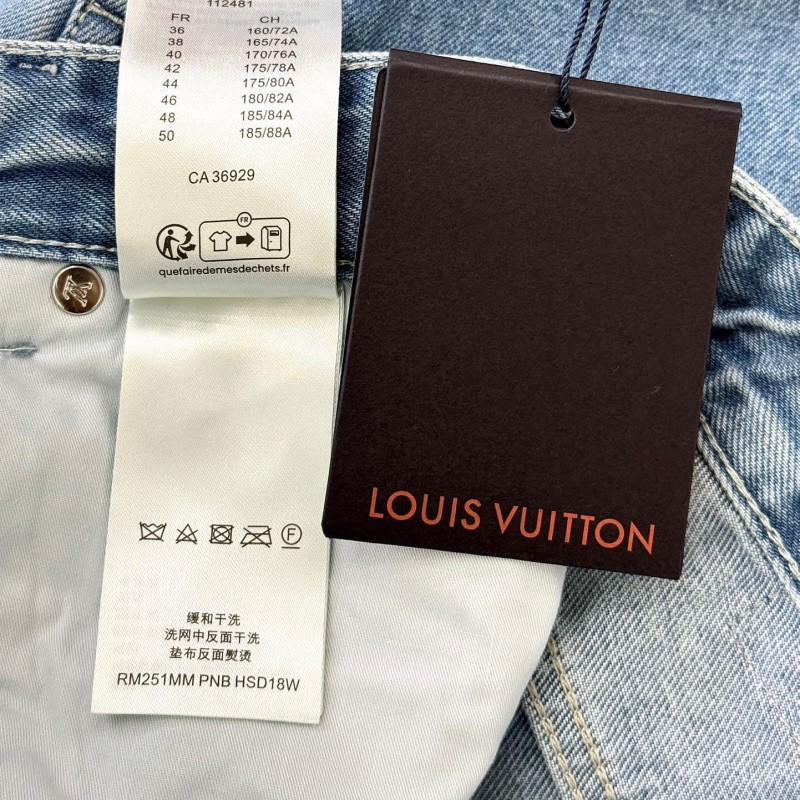 112481
FR CH
36 160/72A
38 165/74A
40 170/76A
42 175/78A
44 175/80A
46 180/82A
48 185/84A
50 185/88A
CA 36929
FR
quefairedemesdechets.fr
LV
LOUIS VUITTON
F
缓和干洗
洗网中反面干洗
垫布反面熨烫
RM251MM PNB HSD18W